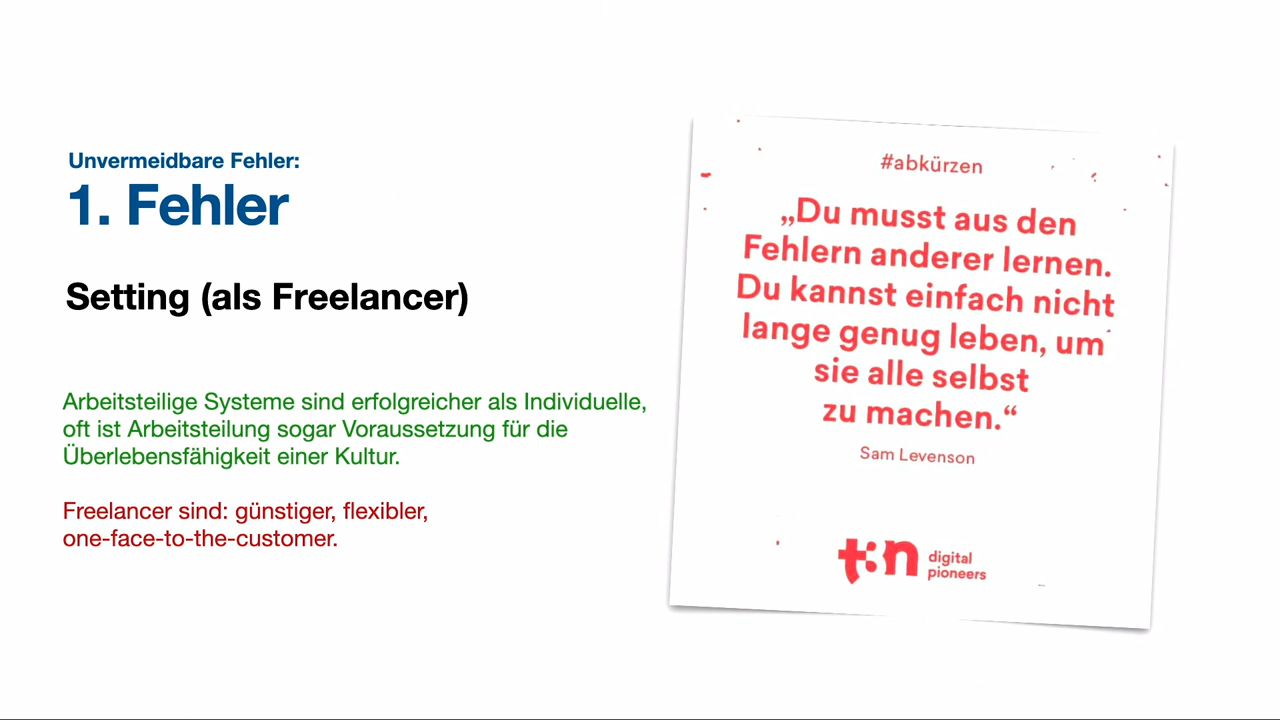 Unvermeidbare Fehler:
1. Fehler
Setting (als Freelancer)
Arbeitsteilige Systeme sind erfolgreicher als Individuelle,
oft ist Arbeitsteilung sogar Voraussetzung für die
Überlebensfähigkeit einer Kultur.
Freelancer sind: günstiger, flexibler,
one-face-to-the-customer.
#abkürzen
„Du musst aus den
Fehlern anderer lernen.
Du kannst einfach nicht
lange genug leben, um
sie alle selbst
zu machen.“
Sam Levenson
t3n digital
pioneers